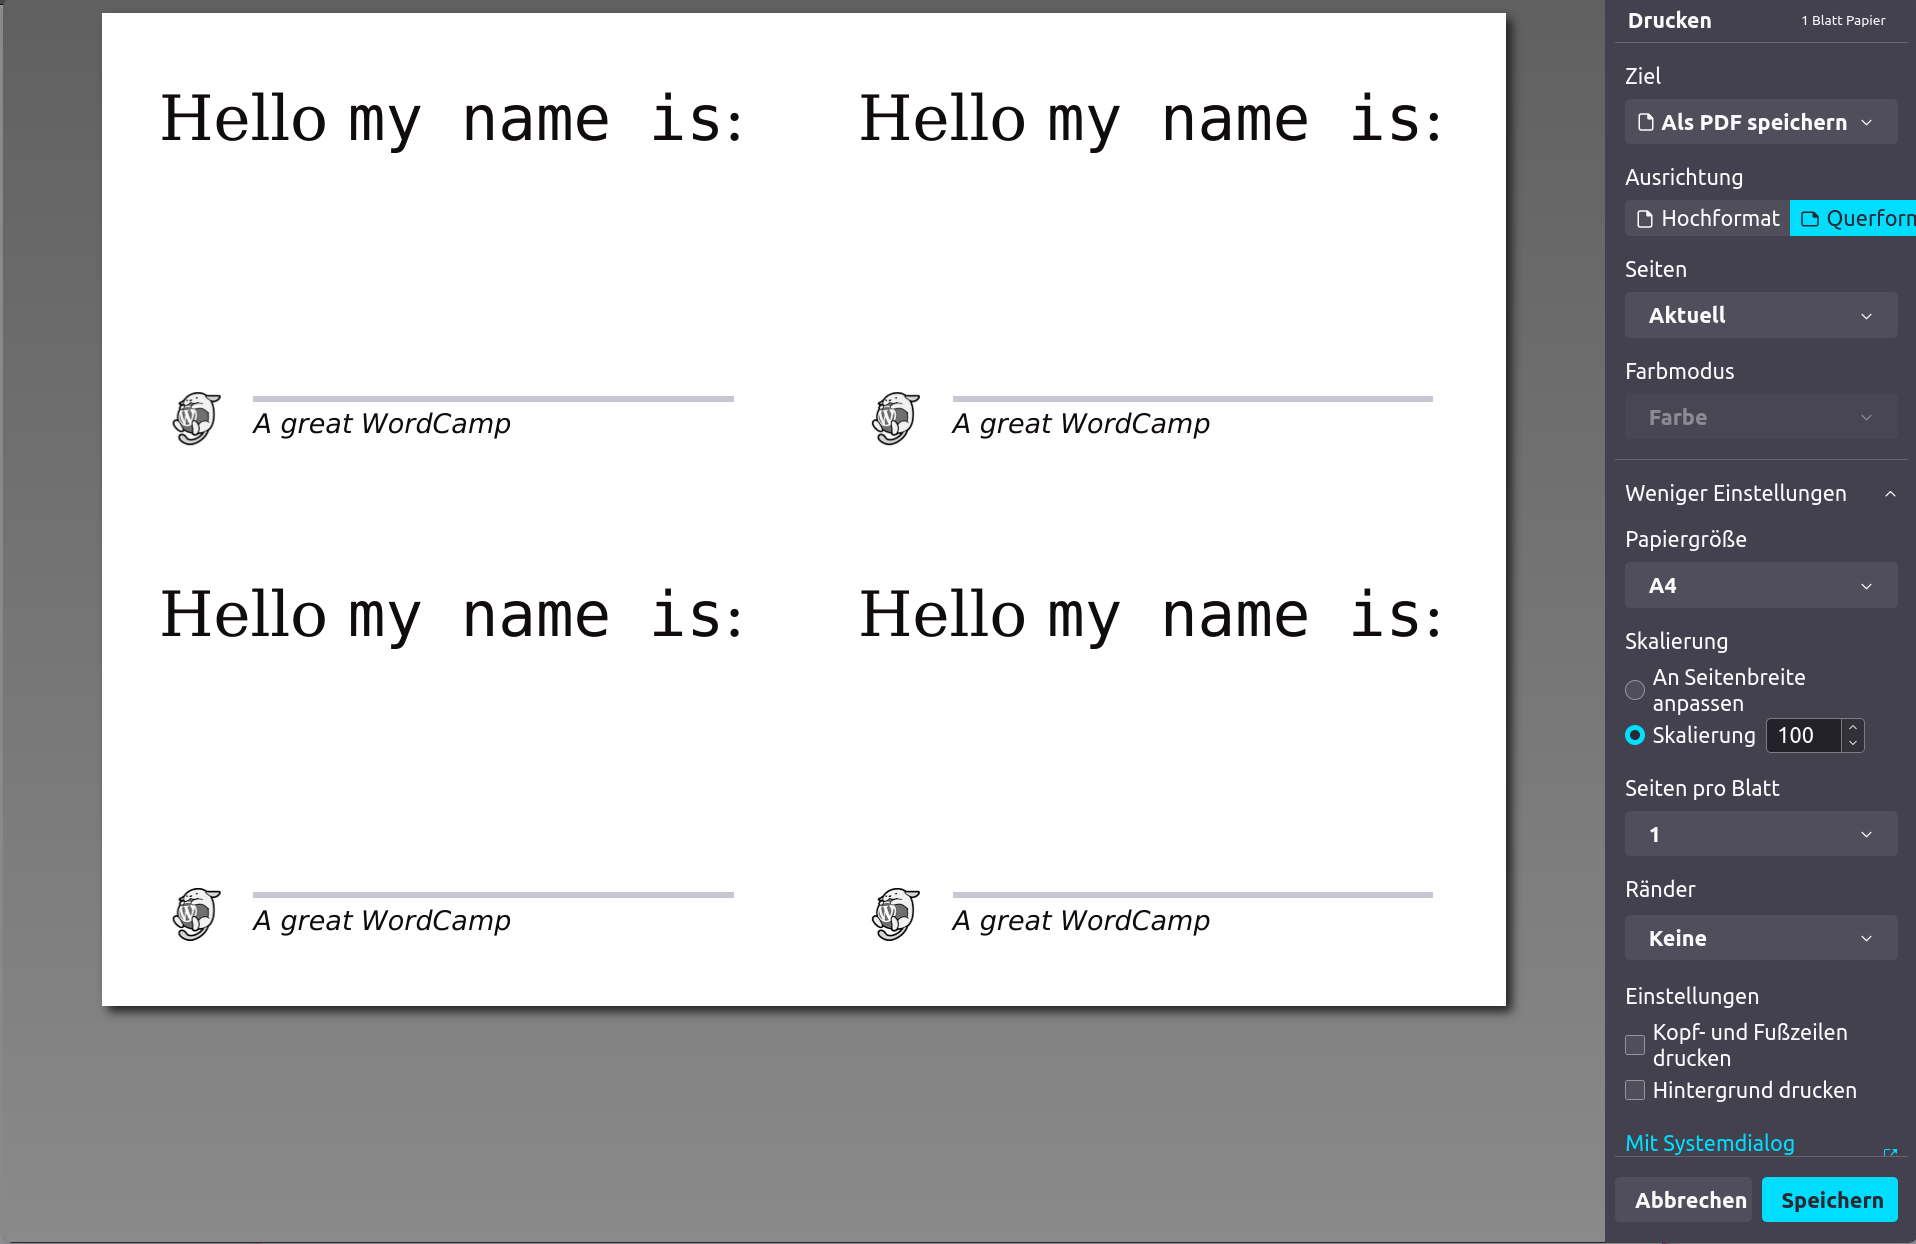 Hello my name is:
Hello my name is:
A great WordCamp
A great WordCamp
Hello my name is:
Hello my name is:
A great WordCamp
A great WordCamp
Drucken
1 Blatt Papier
Ziel
Als PDF speichern
Ausrichtung
Hochformat
Querform
Seiten
Aktuell
Farbmodus
Farbe
Weniger Einstellungen
Papiergröße
A4
Skalierung
An Seitenbreite
anpassen
Skalierung 100
Seiten pro Blatt
1
Ränder
Keine
Einstellungen
Kopf- und Fußzeilen
drucken
Hintergrund drucken
Mit Systemdialog
Abbrechen
Speichern